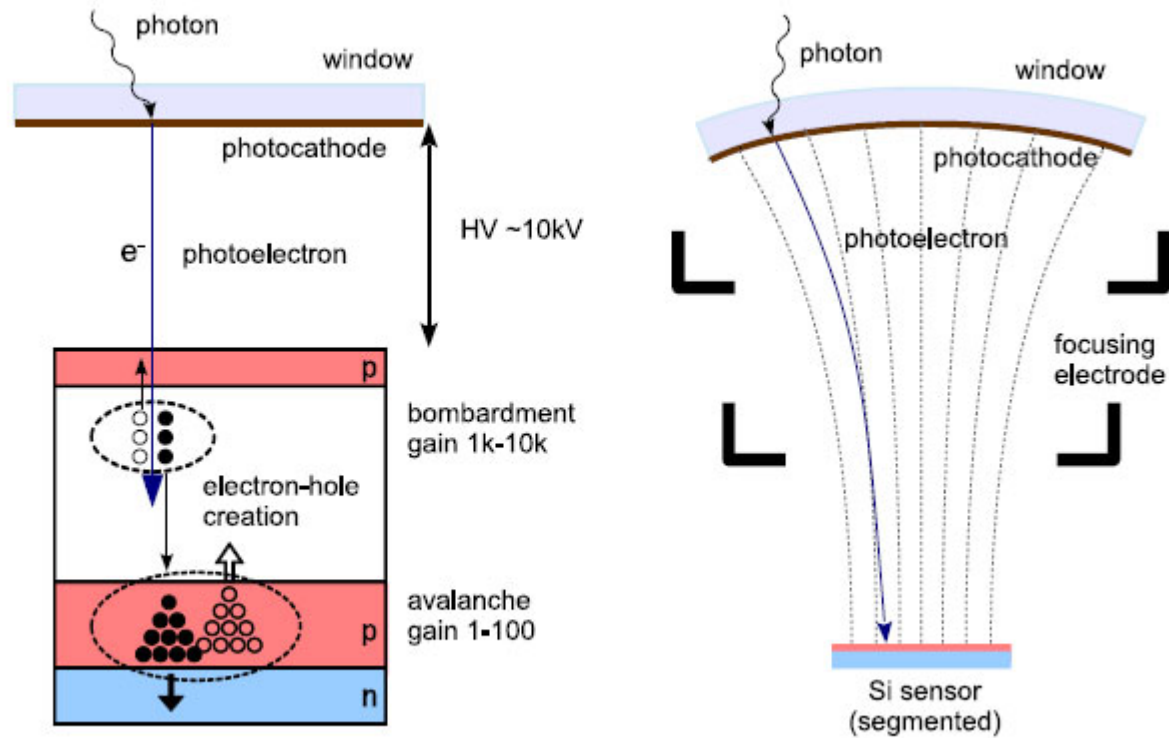 photon
window
photocathode
HV ~10kV
e⁻
photoelectron
p
bombardment
gain 1k-10k
electron-hole
creation
avalanche
gain 1-100
p
n
photon
window
photocathode
photoelectron
focusing
electrode
Si sensor
(segmented)